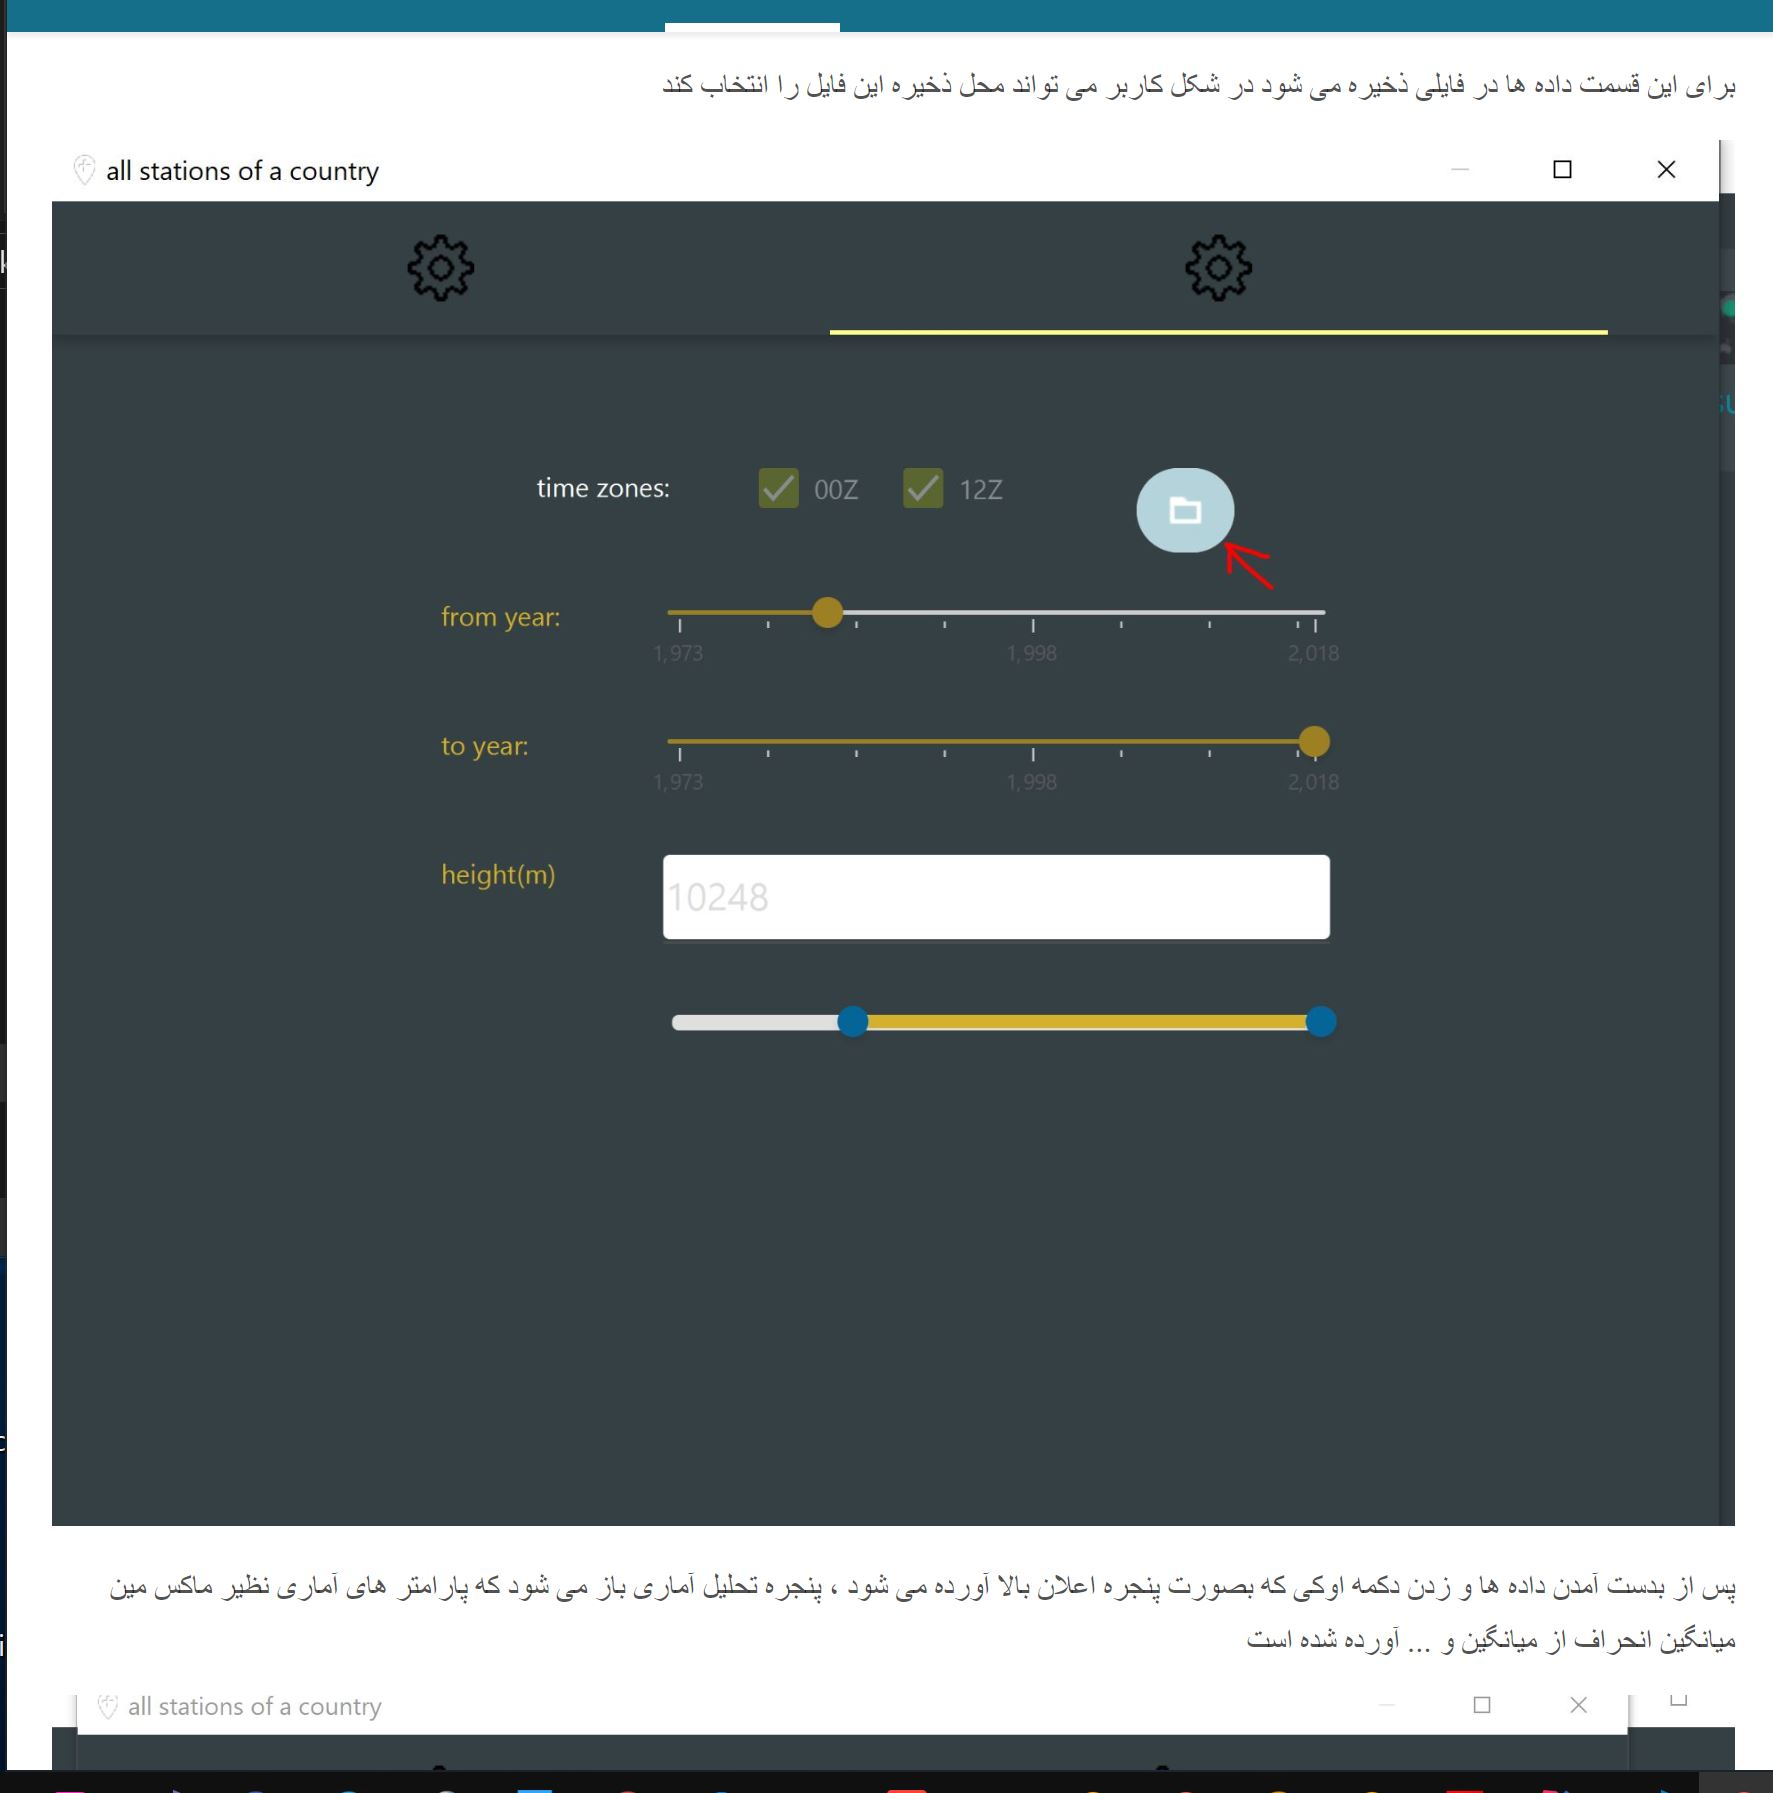 برای این قسمت داده ها در فایلی ذخیره می شود در شکل کاربر می تواند محل ذخیره این فایل را انتخاب کند
all stations of a country
time zones: 00Z 12Z
from year:
1,973 1,998 2,018
to year:
1,973 1,998 2,018
height(m)
10248
پس از بدست آمدن داده ها و زدن دکمه اوکی که بصورت پنجره اعلان بالا آورده می شود ، پنجره تحلیل آماری باز می شود که پارامتر های آماری نظیر ماکس مین
میانگین انحراف از میانگین و ... آورده شده است
all stations of a country